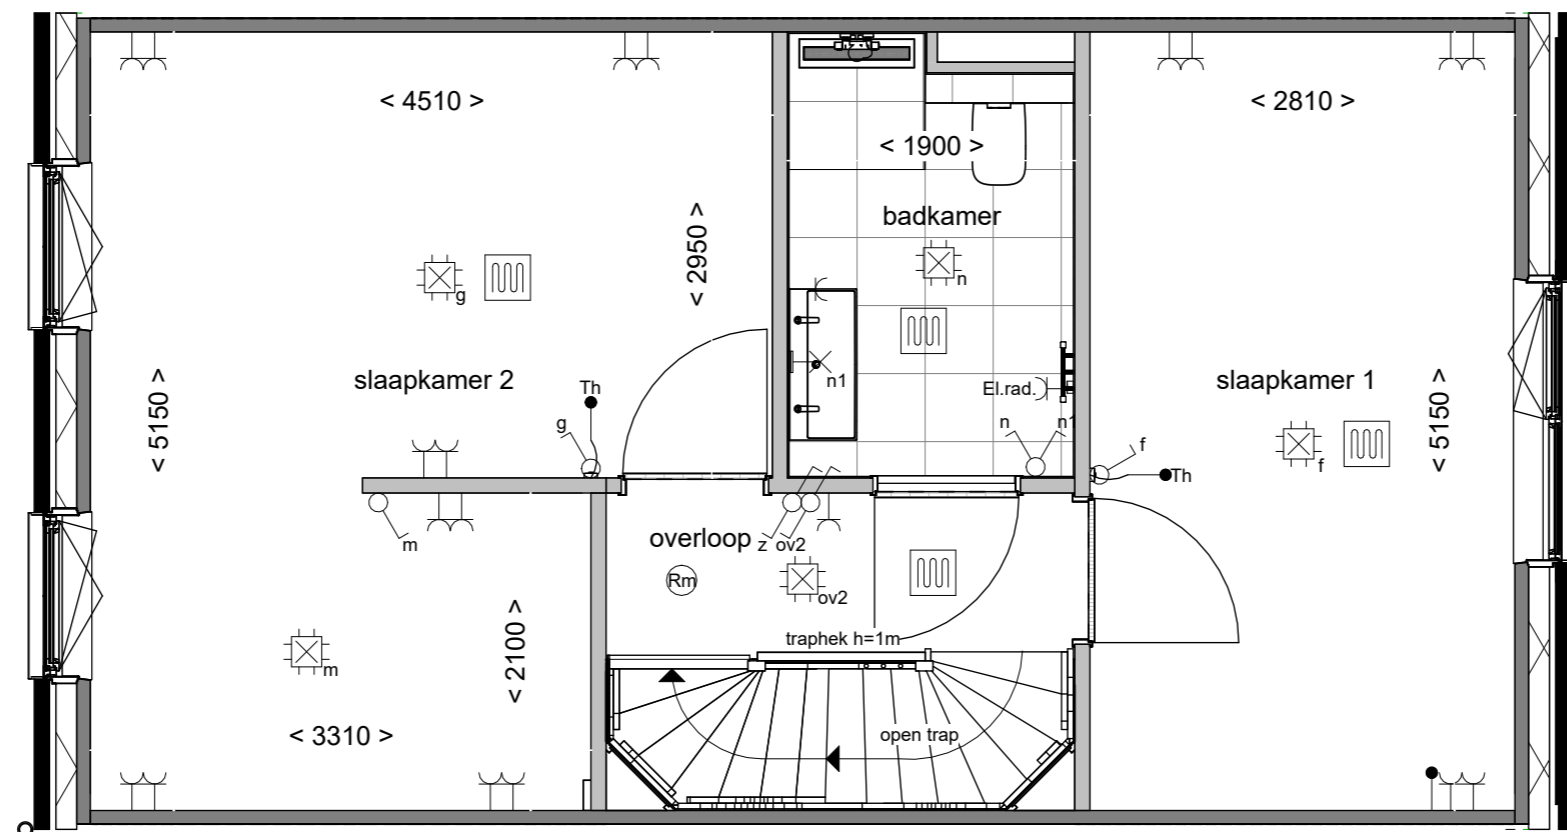 < 4510 >
< 2810 >
< 1900 >
badkamer
< 2950 >
n
g
slaapkamer 2
Th
n1
El.rad.
slaapkamer 1
< 5150 >
< 5150 >
g
n
n1
f
f
Th
m
overloop
z
ov2
Rm
ov2
traphek h=1m
< 2100 >
m
< 3310 >
open trap